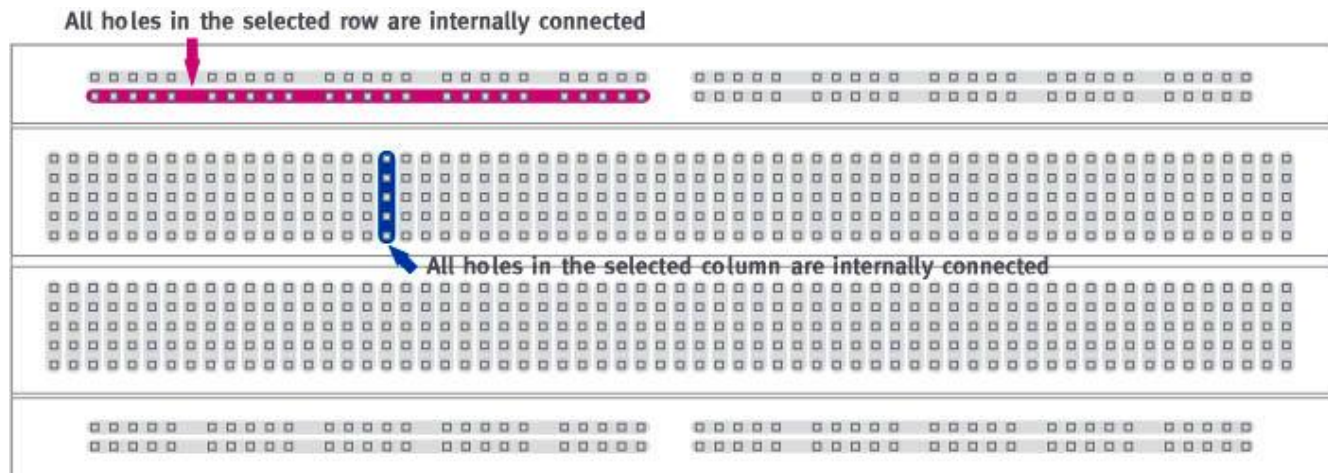 All holes in the selected row are internally connected
All holes in the selected column are internally connected